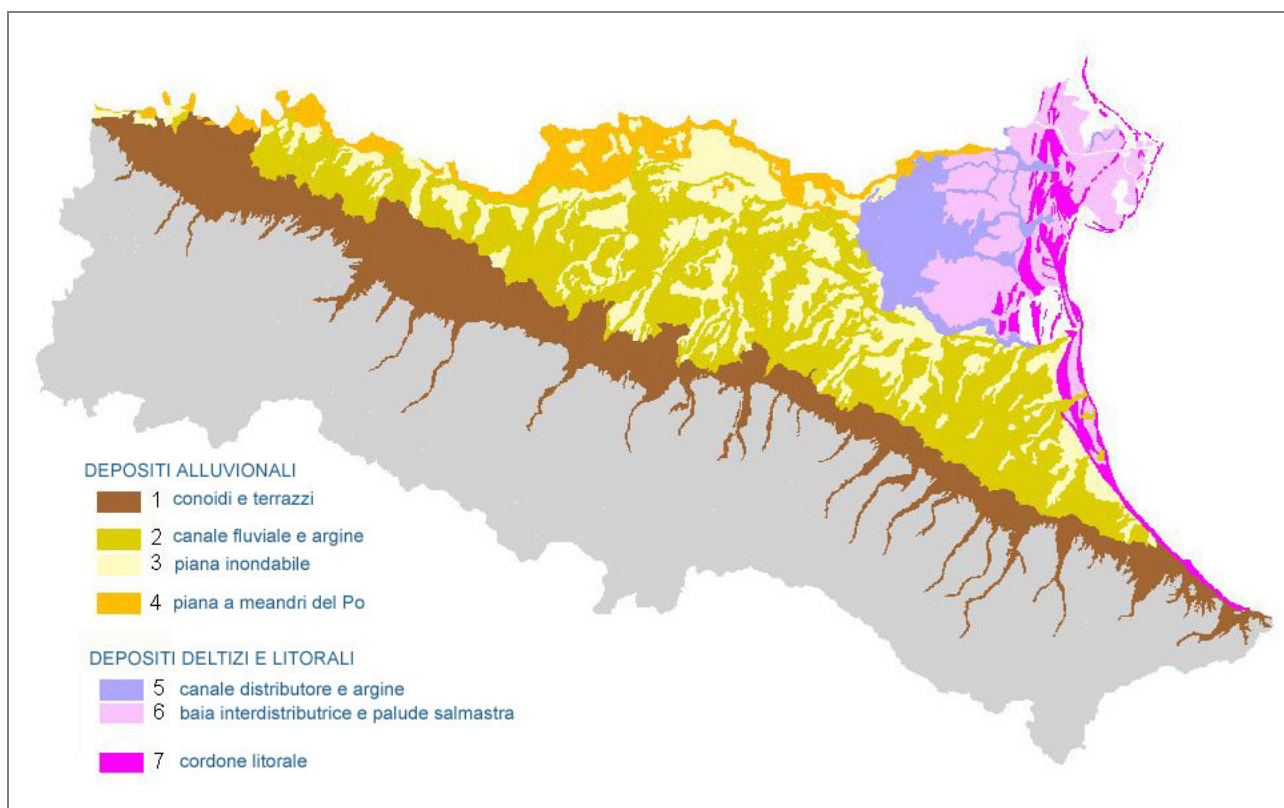 DEPOSITI ALLUVIONALI
1 conoidi e terrazzi
2 canale fluviale e argine
3 piana inondabile
4 piana a meandri del Po
DEPOSITI DELTIZI E LITORALI
5 canale distributore e argine
6 baia interdistributrice e palude salmastra
7 cordone litorale